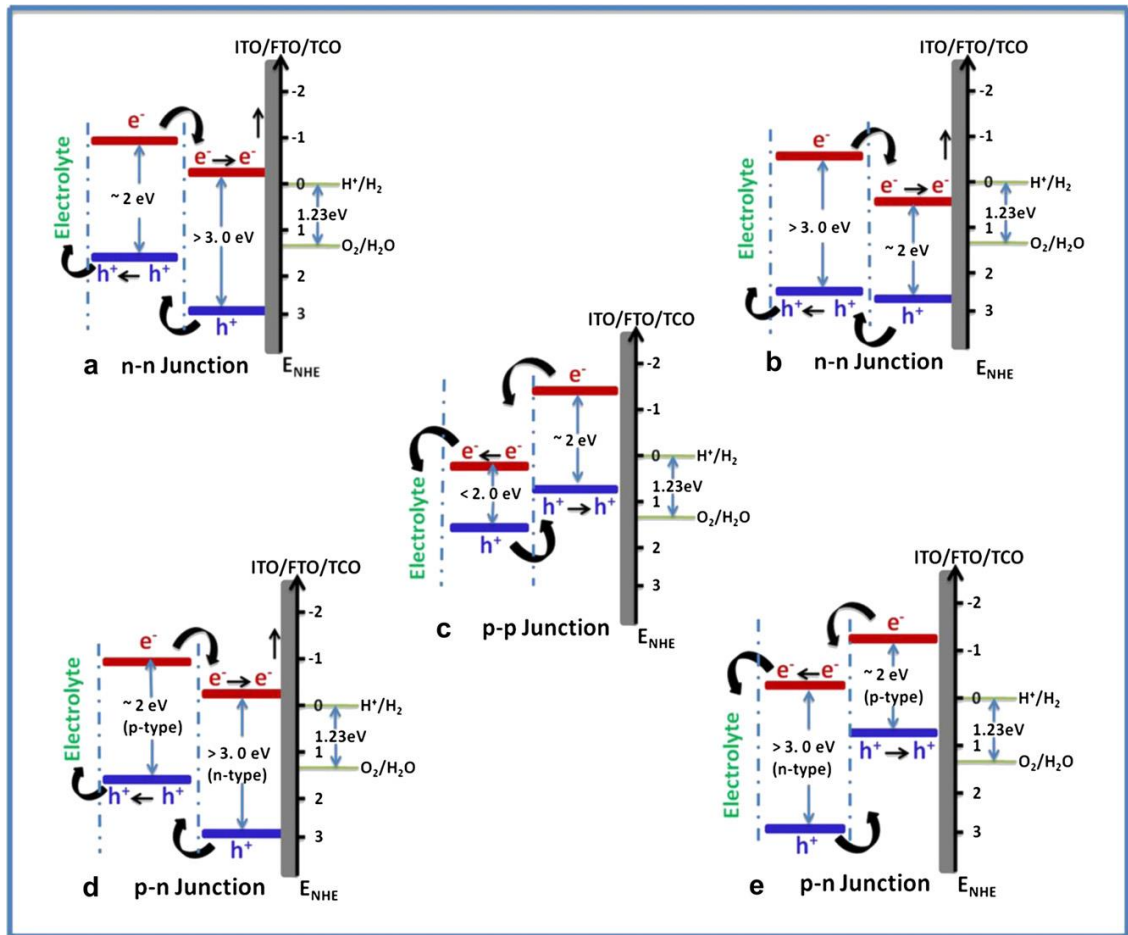 ITO/FTO/TCO
-2
-1
0
1
2
3
Electrolyte
e-
e- e-
~ 2 eV
> 3. 0 eV
h+ h+
h+
H+/H2
1.23eV
O2/H2O
a n-n Junction
ENHE
ITO/FTO/TCO
-2
-1
0
1
2
3
Electrolyte
e-
e- e-
> 3. 0 eV
~ 2 eV
h+ h+
h+
H+/H2
1.23eV
O2/H2O
b n-n Junction
ENHE
ITO/FTO/TCO
-2
-1
0
1
2
3
Electrolyte
e-
e- e-
~ 2 eV
< 2. 0 eV
h+ h+
h+
H+/H2
1.23eV
O2/H2O
c p-p Junction
ENHE
ITO/FTO/TCO
-2
-1
0
1
2
3
Electrolyte
e-
e- e-
~ 2 eV
(p-type)
> 3. 0 eV
(n-type)
h+ h+
h+
H+/H2
1.23eV
O2/H2O
d p-n Junction
ENHE
ITO/FTO/TCO
-2
-1
0
1
2
3
Electrolyte
e-
e- e-
~ 2 eV
(p-type)
> 3. 0 eV
(n-type)
h+ h+
h+
H+/H2
1.23eV
O2/H2O
e p-n Junction
ENHE